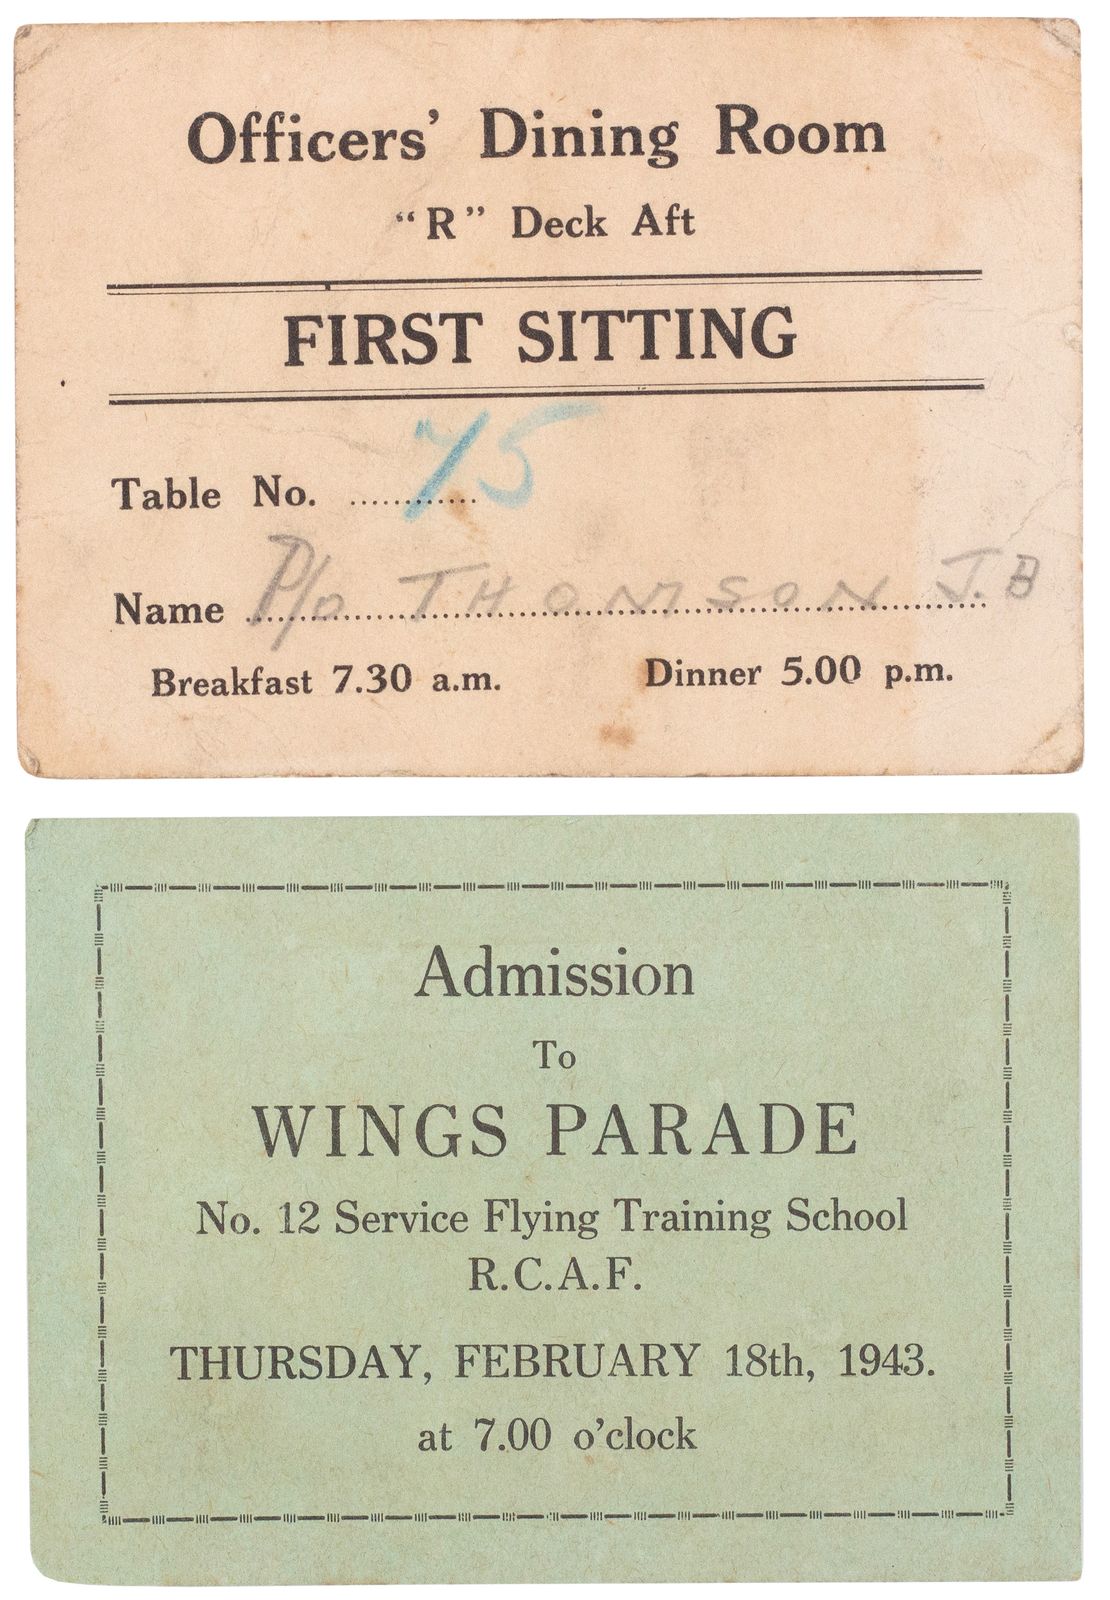 Officers' Dining Room
"R" Deck Aft
FIRST SITTING
Table No. ............ 75
Name P/O THOMSON J.B
Breakfast 7.30 a.m. Dinner 5.00 p.m.
Admission
To
WINGS PARADE
No. 12 Service Flying Training School
R.C.A.F.
THURSDAY, FEBRUARY 18th, 1943.
at 7.00 o'clock